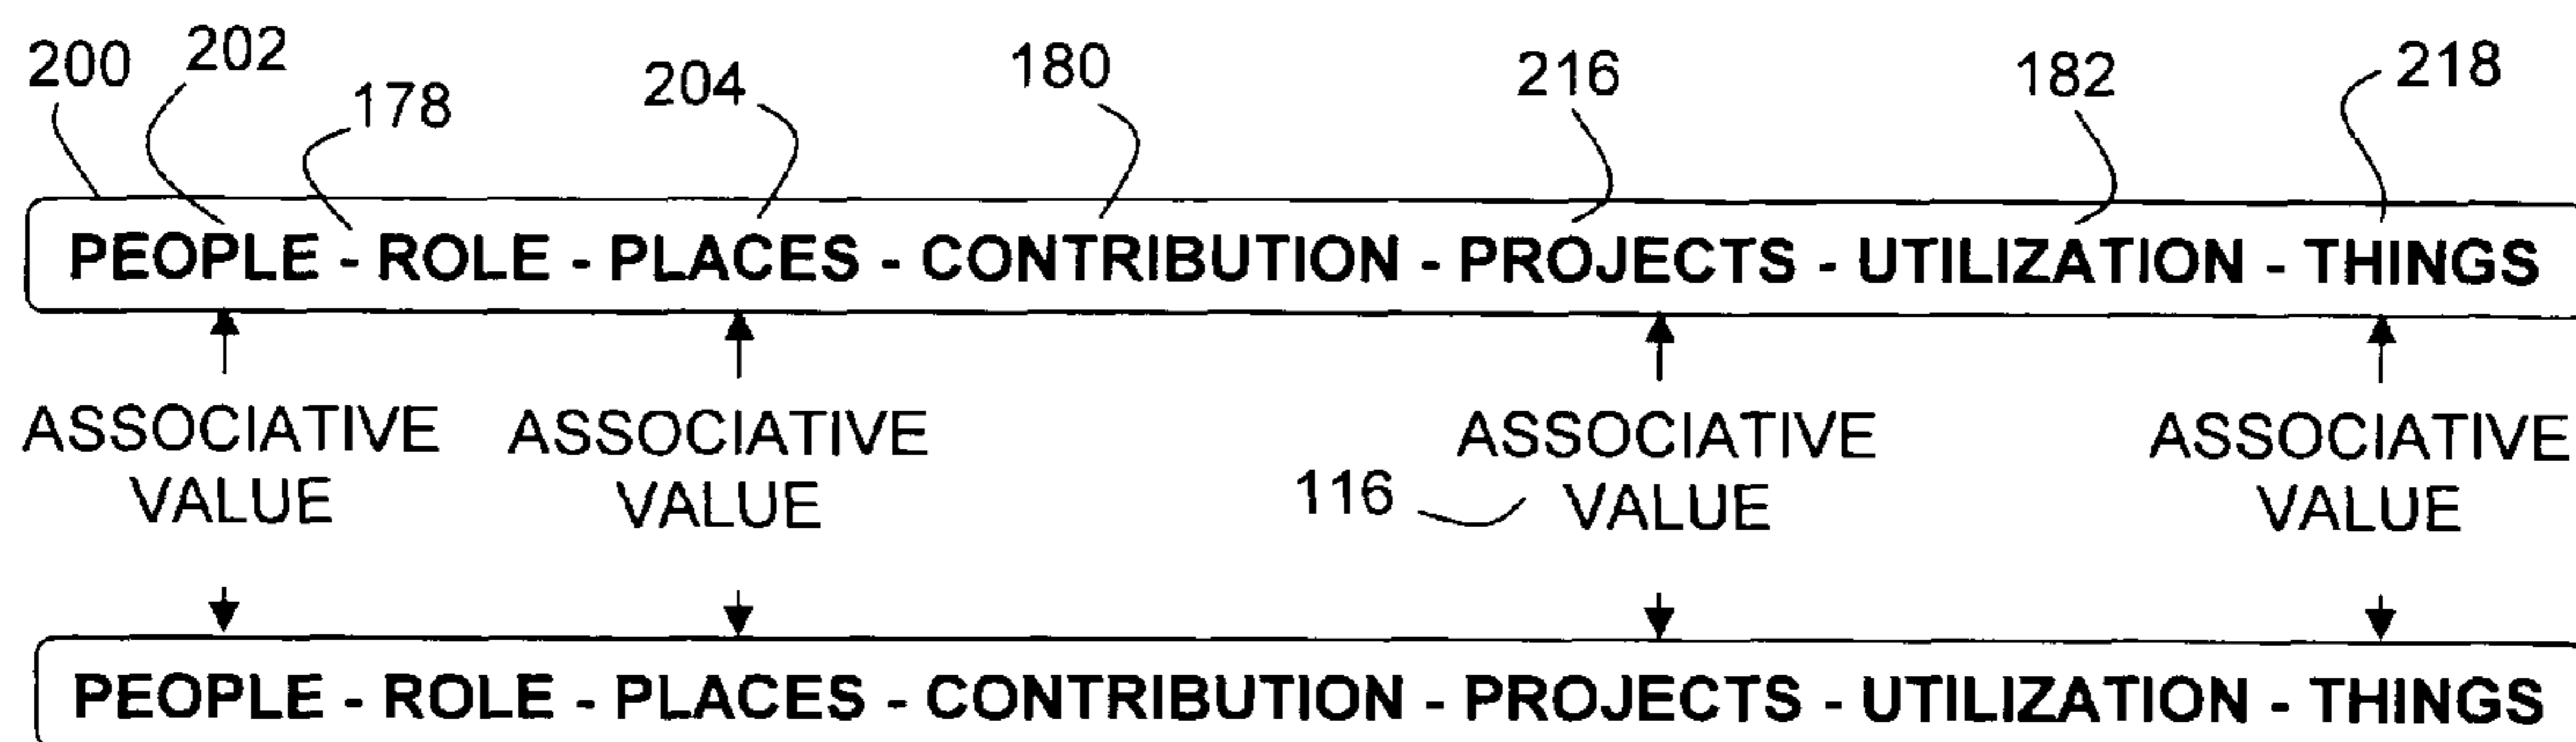 200 202 178 204 180 216 182 218
PEOPLE - ROLE - PLACES - CONTRIBUTION - PROJECTS - UTILIZATION - THINGS
ASSOCIATIVE ASSOCIATIVE ASSOCIATIVE ASSOCIATIVE
VALUE VALUE 116 VALUE VALUE
PEOPLE - ROLE - PLACES - CONTRIBUTION - PROJECTS - UTILIZATION - THINGS